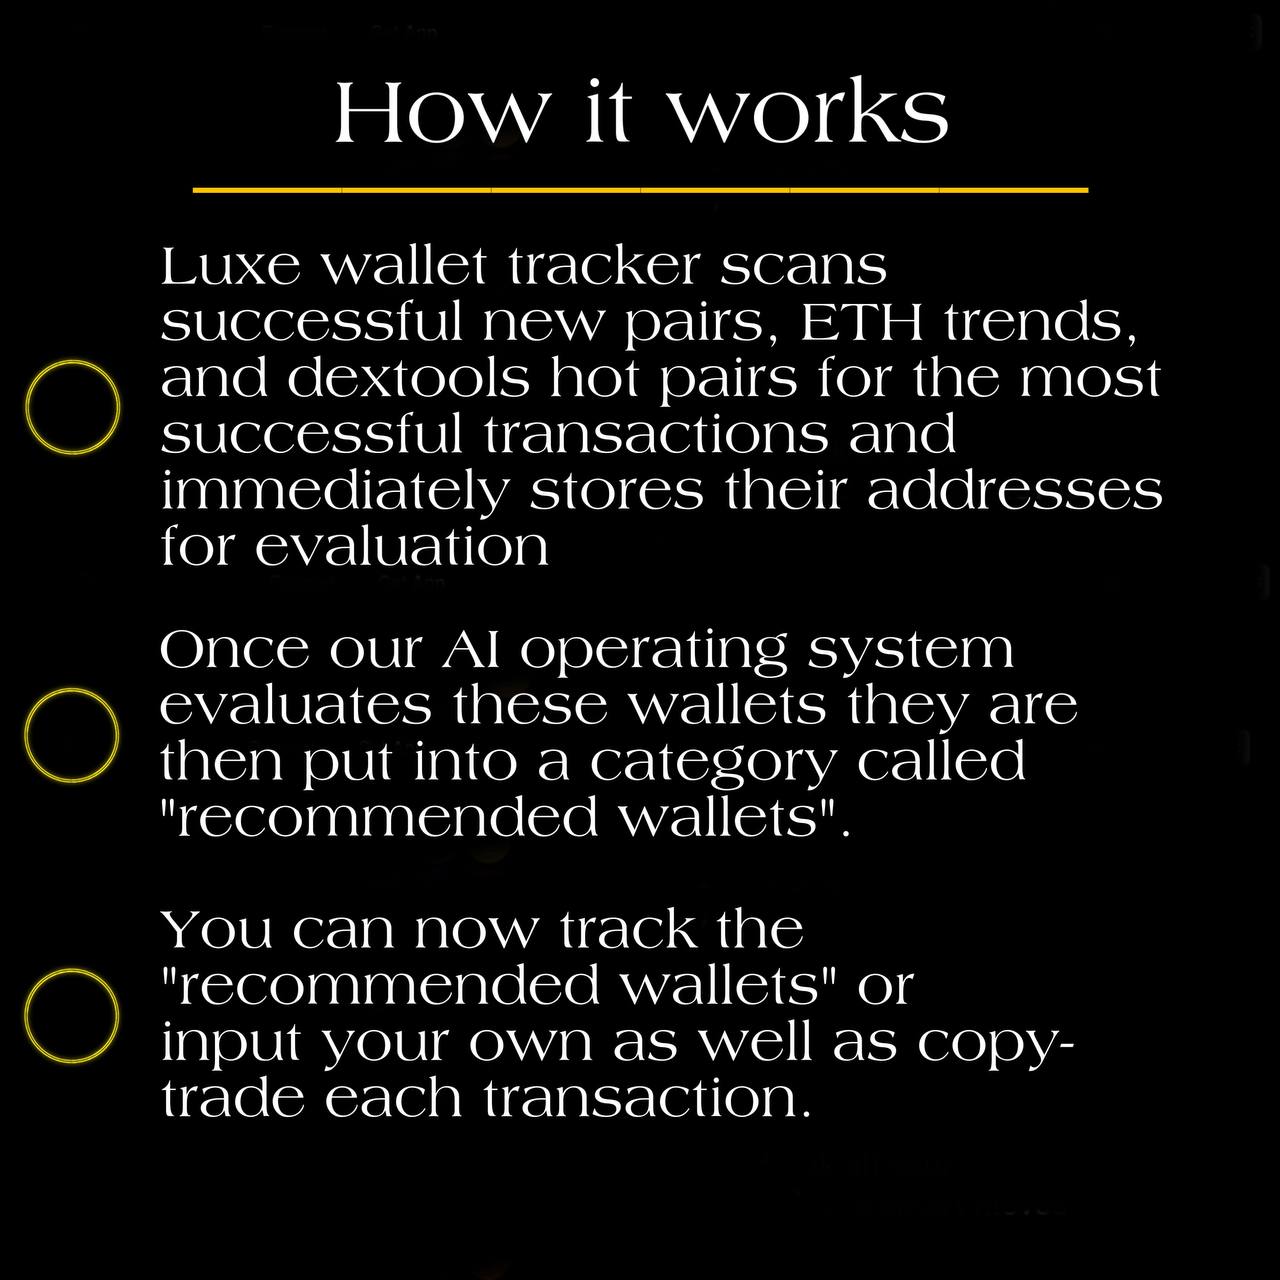 How it works
Luxe wallet tracker scans
successful new pairs, ETH trends,
and dextools hot pairs for the most
successful transactions and
immediately stores their addresses
for evaluation
Once our AI operating system
evaluates these wallets they are
then put into a category called
"recommended wallets".
You can now track the
"recommended wallets" or
input your own as well as copy-
trade each transaction.